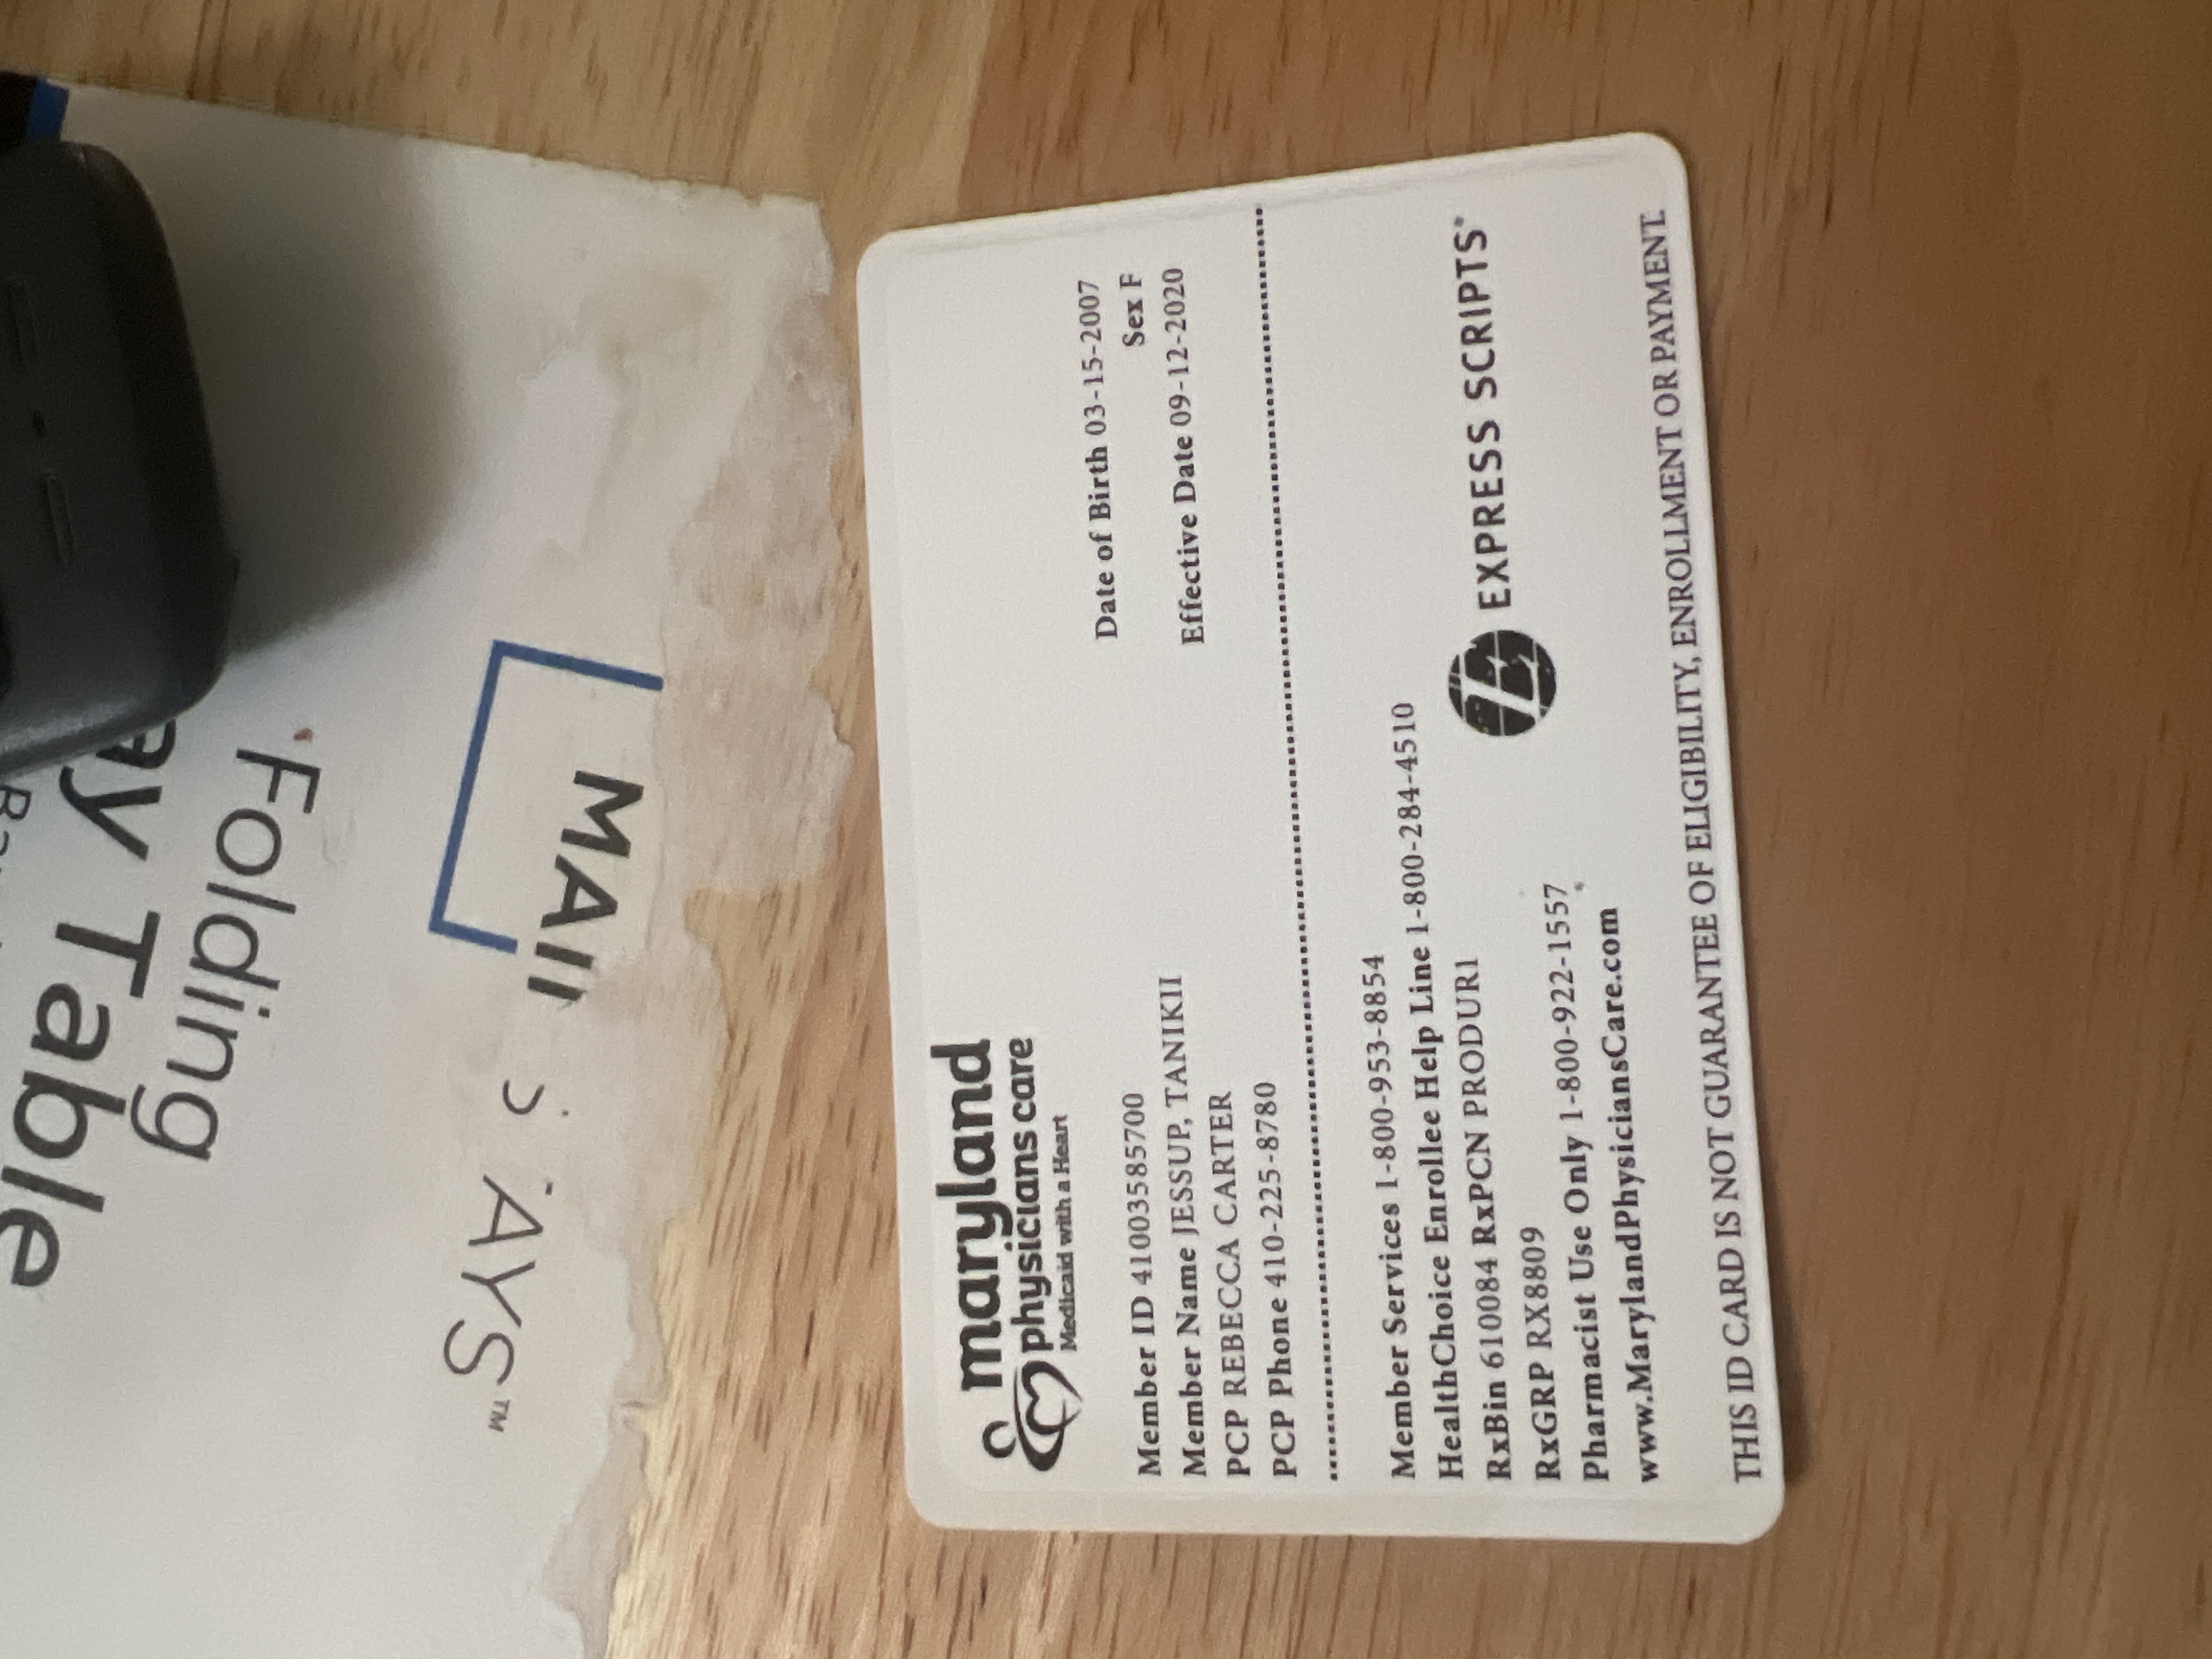 maryland
physicians care
Medicaid with a Heart
Member ID 41003585700
Member Name JESSUP, TANIKII
PCP REBECCA CARTER
PCP Phone 410-225-8780
Date of Birth 03-15-2007
Sex F
Effective Date 09-12-2020
Member Services 1-800-953-8854
HealthChoice Enrollee Help Line 1-800-284-4510
RxBin 610084 RxPCN PRODUR1
RxGRP RX8809
Pharmacist Use Only 1-800-922-1557
www.MarylandPhysiciansCare.com
EXPRESS SCRIPTS®
THIS ID CARD IS NOT GUARANTEE OF ELIGIBILITY, ENROLLMENT OR PAYMENT.
AYS™
Folding
Table